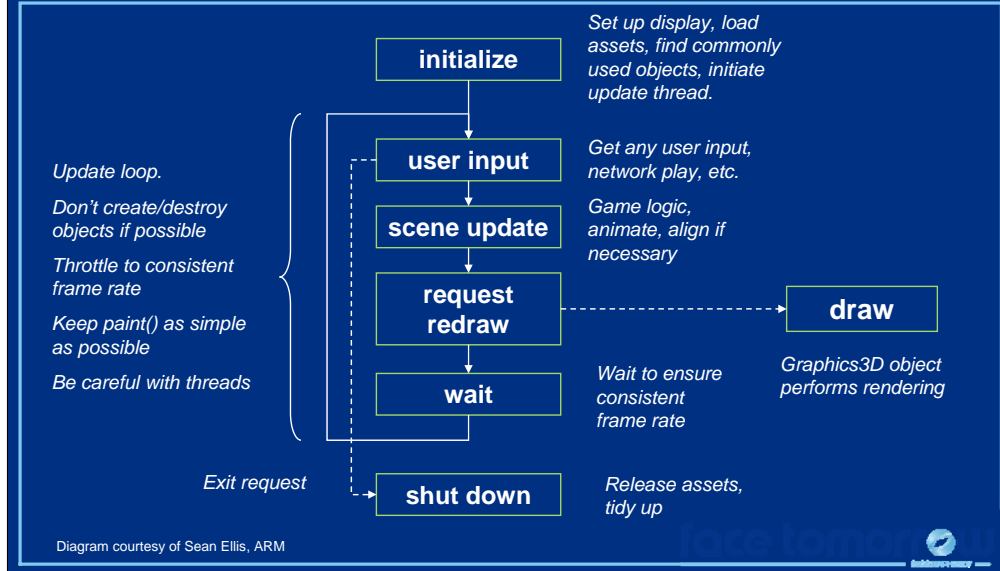 initialize
Set up display, load
assets, find commonly
used objects, initiate
update thread.
Update loop.
Don't create/destroy
objects if possible
Throttle to consistent
frame rate
Keep paint() as simple
as possible
Be careful with threads
user input
Get any user input,
network play, etc.
scene update
Game logic,
animate, align if
necessary
request
redraw
draw
Graphics3D object
performs rendering
wait
Wait to ensure
consistent
frame rate
Exit request
shut down
Release assets,
tidy up
Diagram courtesy of Sean Ellis, ARM
face tomorrow